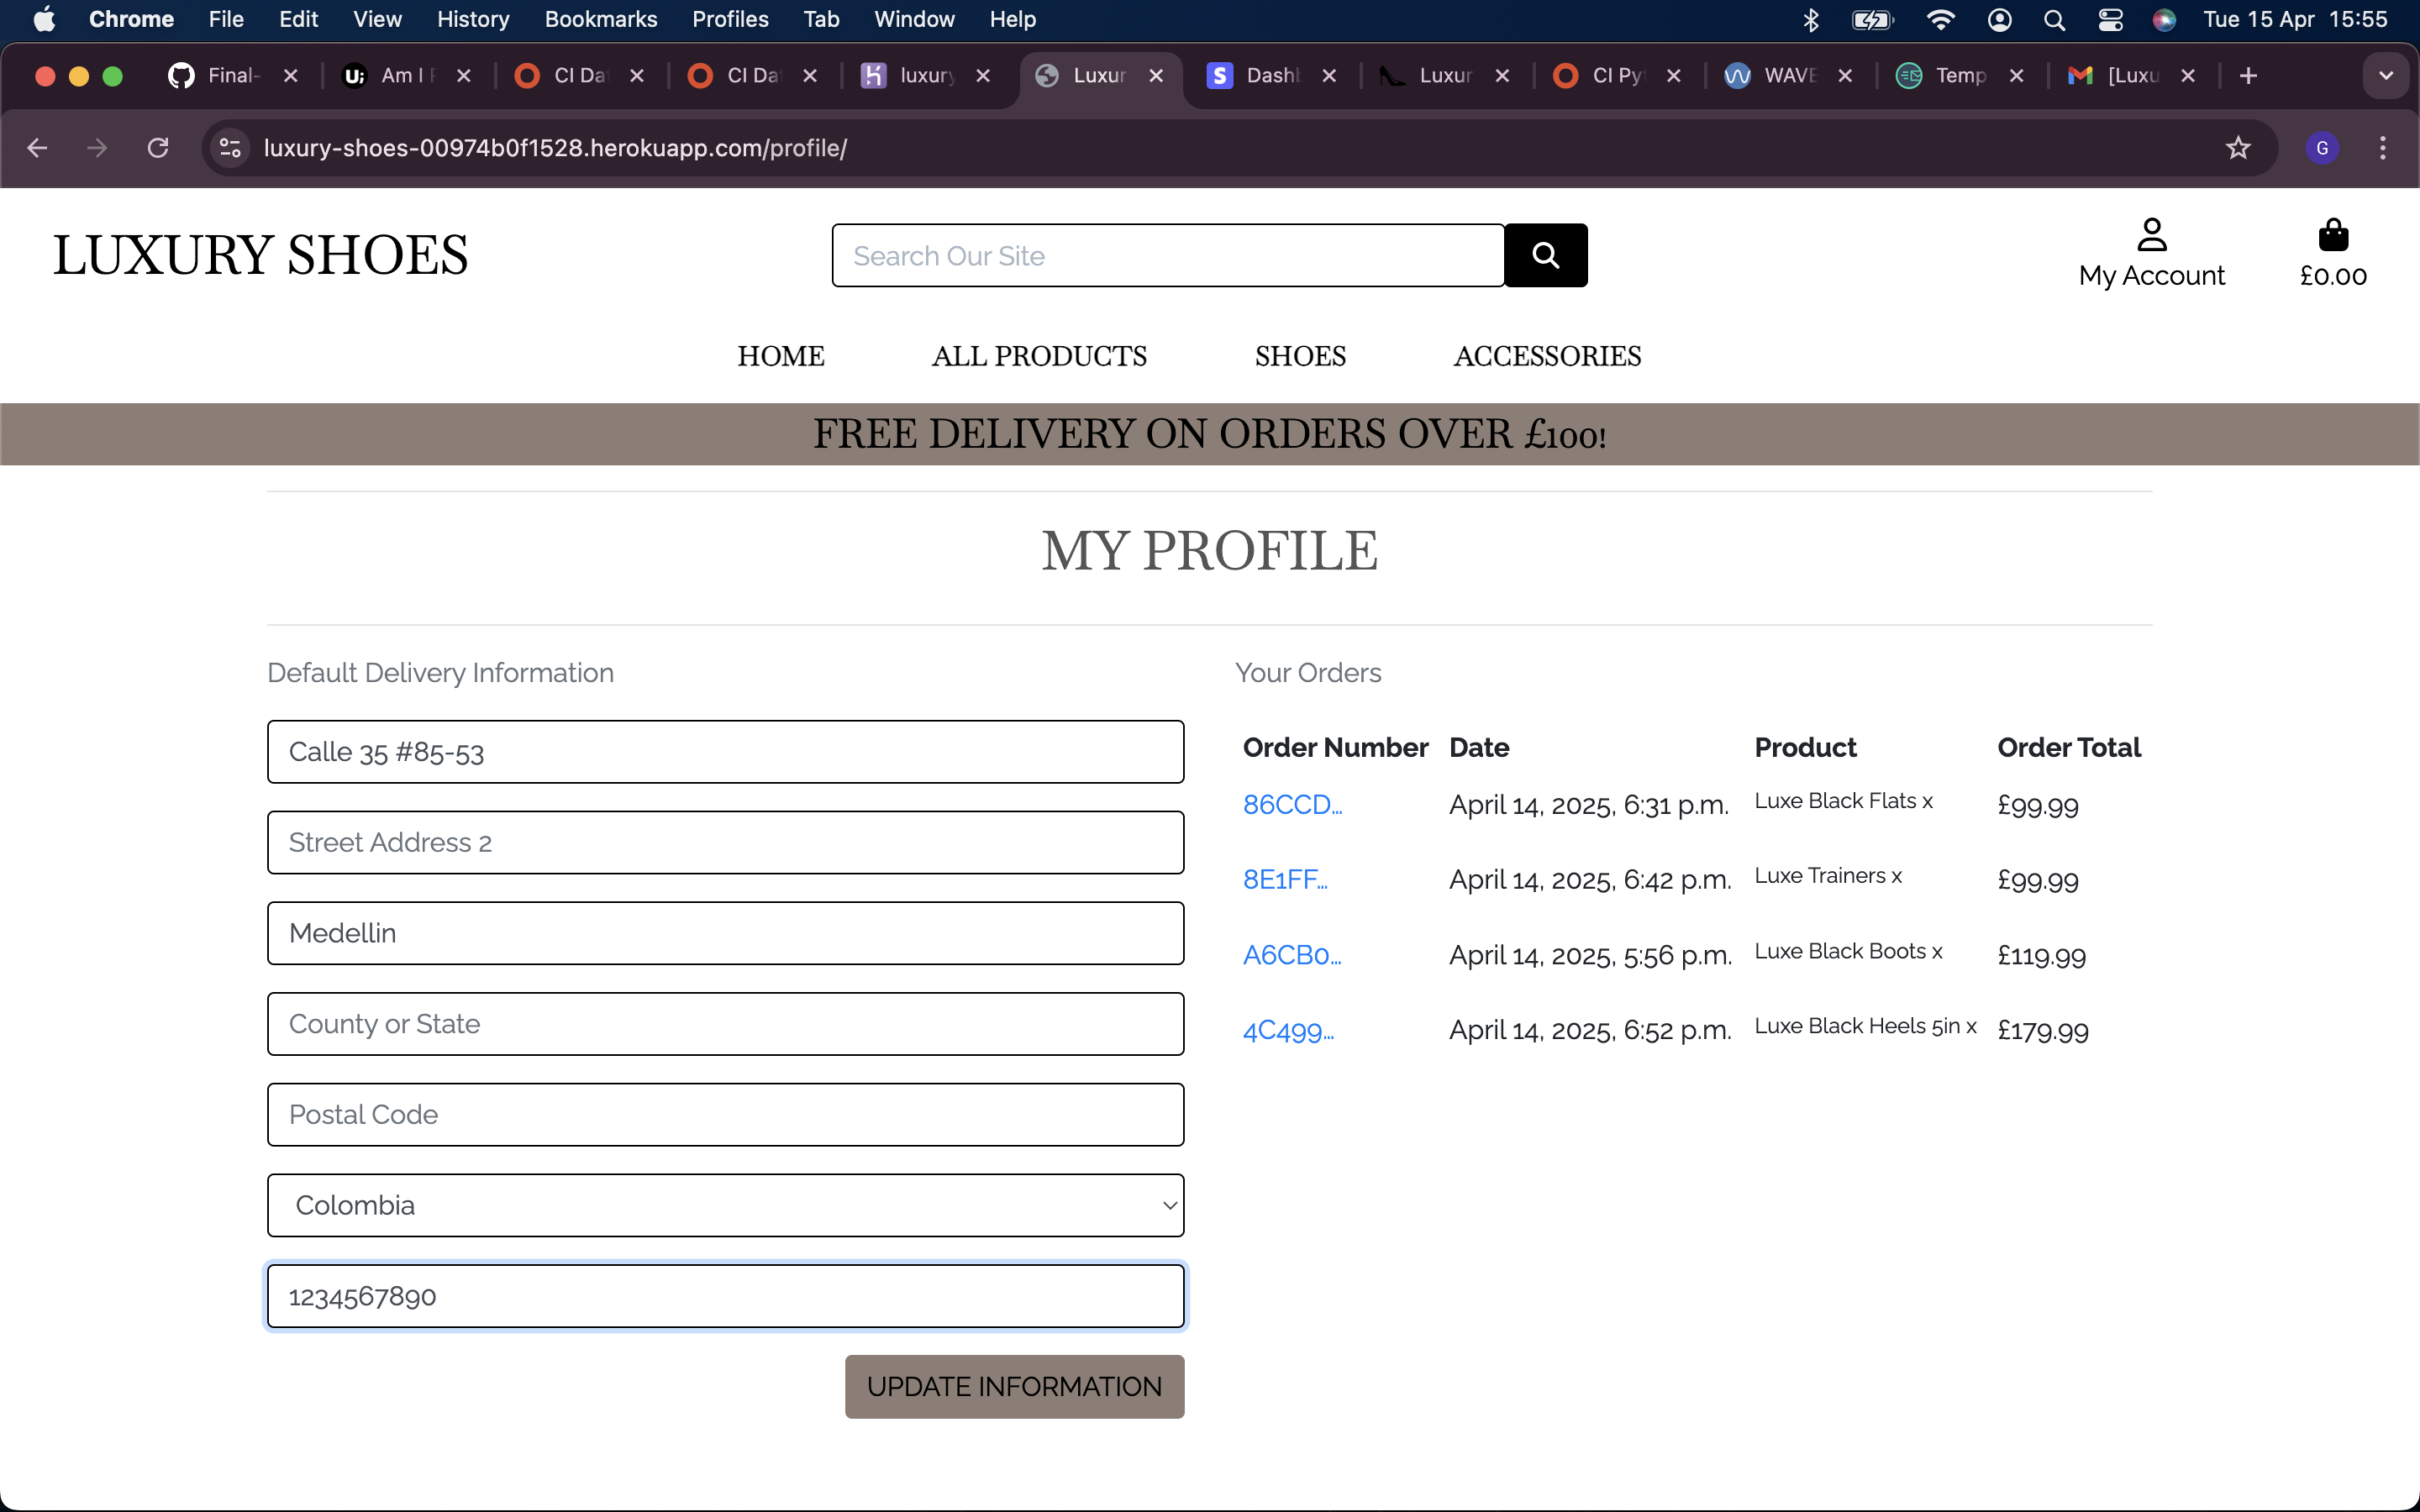 Chrome File Edit View History Bookmarks Profiles Tab Window Help Tue 15 Apr 15:55
Final- Am I CI Da CI Da luxury Luxur Dash Luxur CI Py WAVE Temp [Luxu
luxury-shoes-00974b0f1528.herokuapp.com/profile/ G
LUXURY SHOES
Search Our Site
My Account
£0.00
HOME ALL PRODUCTS SHOES ACCESSORIES
FREE DELIVERY ON ORDERS OVER £100!
MY PROFILE
Default Delivery Information
Calle 35 #85-53
Street Address 2
Medellin
County or State
Postal Code
Colombia
1234567890
UPDATE INFORMATION
Your Orders
Order Number Date Product Order Total
86CCD... April 14, 2025, 6:31 p.m. Luxe Black Flats x £99.99
8E1FF... April 14, 2025, 6:42 p.m. Luxe Trainers x £99.99
A6CB0... April 14, 2025, 5:56 p.m. Luxe Black Boots x £119.99
4C499... April 14, 2025, 6:52 p.m. Luxe Black Heels 5in x £179.99